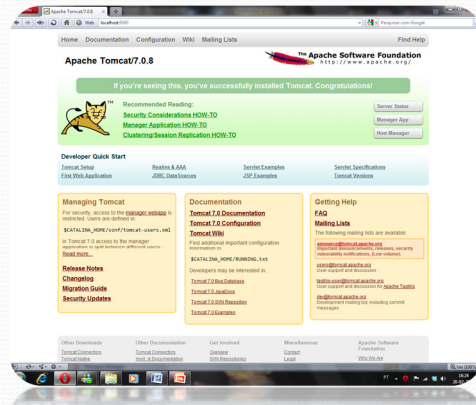 Apache Tomcat/7.0.8
Web
localhost:8080
Pesquisar com Google
Home Documentation Configuration Wiki Mailing Lists
Find Help
Apache Tomcat/7.0.8
The Apache Software Foundation
http://www.apache.org/
If you're seeing this, you've successfully installed Tomcat. Congratulations!
TM
Recommended Reading:
Security Considerations HOW-TO
Manager Application HOW-TO
Clustering/Session Replication HOW-TO
Server Status
Manager App
Host Manager
Developer Quick Start
Tomcat Setup
First Web Application
Realms & AAA
JDBC DataSources
Servlet Examples
JSP Examples
Servlet Specifications
Tomcat Versions
Managing Tomcat
For security, access to the manager webapp is
restricted. Users are defined in:
$CATALINA_HOME/conf/tomcat-users.xml
In Tomcat 7.0 access to the manager
application is split between different users.
Read more...
Release Notes
Changelog
Migration Guide
Security Updates
Documentation
Tomcat 7.0 Documentation
Tomcat 7.0 Configuration
Tomcat Wiki
Find additional important configuration
information in:
$CATALINA_HOME/RUNNING.txt
Developers may be interested in:
Tomcat 7.0 Bug Database
Tomcat 7.0 JavaDocs
Tomcat 7.0 SVN Repository
Tomcat 7.0 Examples
Getting Help
FAQ
Mailing Lists
The following mailing lists are available:
announce@tomcat.apache.org
Important announcements, releases, security
vulnerability notifications. (Low volume).
users@tomcat.apache.org
User support and discussion
taglibs-user@tomcat.apache.org
User support and discussion for Apache Taglibs
dev@tomcat.apache.org
Development mailing list, including commit
messages
Other Downloads
Tomcat Connectors
Tomcat Native
Other Documentation
Tomcat Connectors
mod_jk Documentation
Get Involved
Overview
SVN Repositories
Miscellaneous
Contact
Legal
Apache Software
Foundation
Who We Are
Ver (100%)
PT
16:26